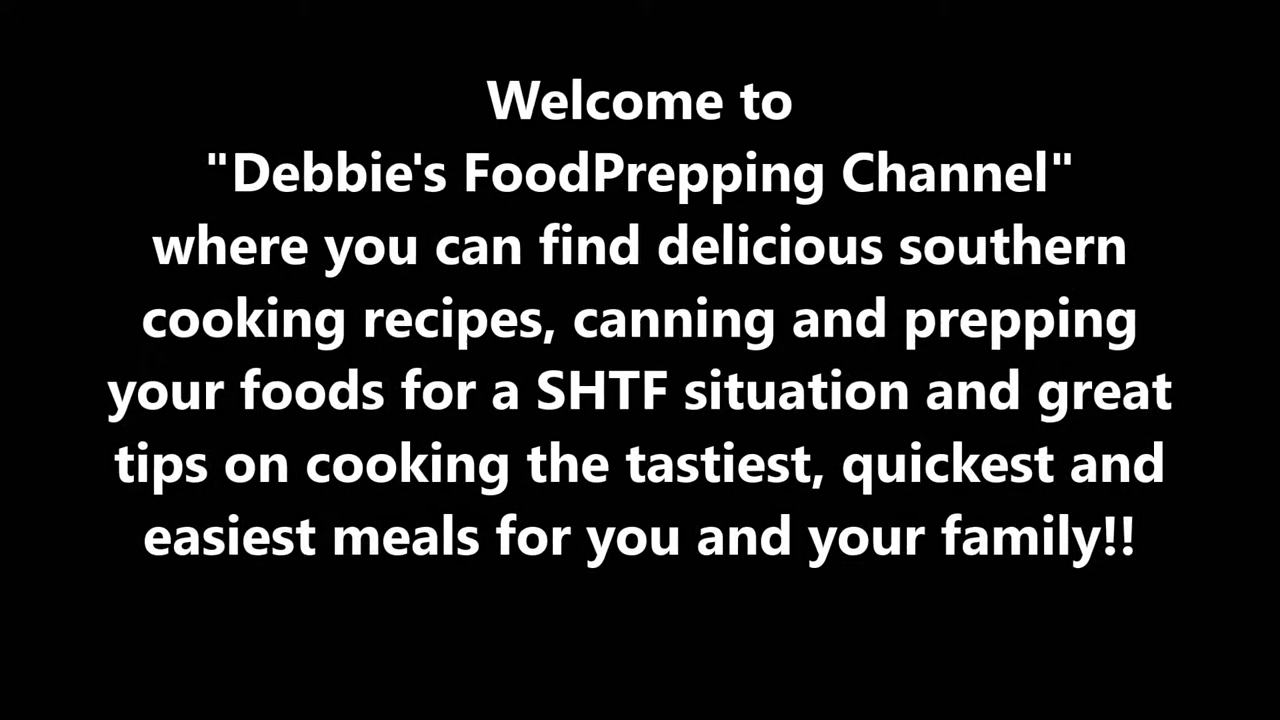 Welcome to
"Debbie's FoodPrepping Channel"
where you can find delicious southern
cooking recipes, canning and prepping
your foods for a SHTF situation and great
tips on cooking the tastiest, quickest and
easiest meals for you and your family!!